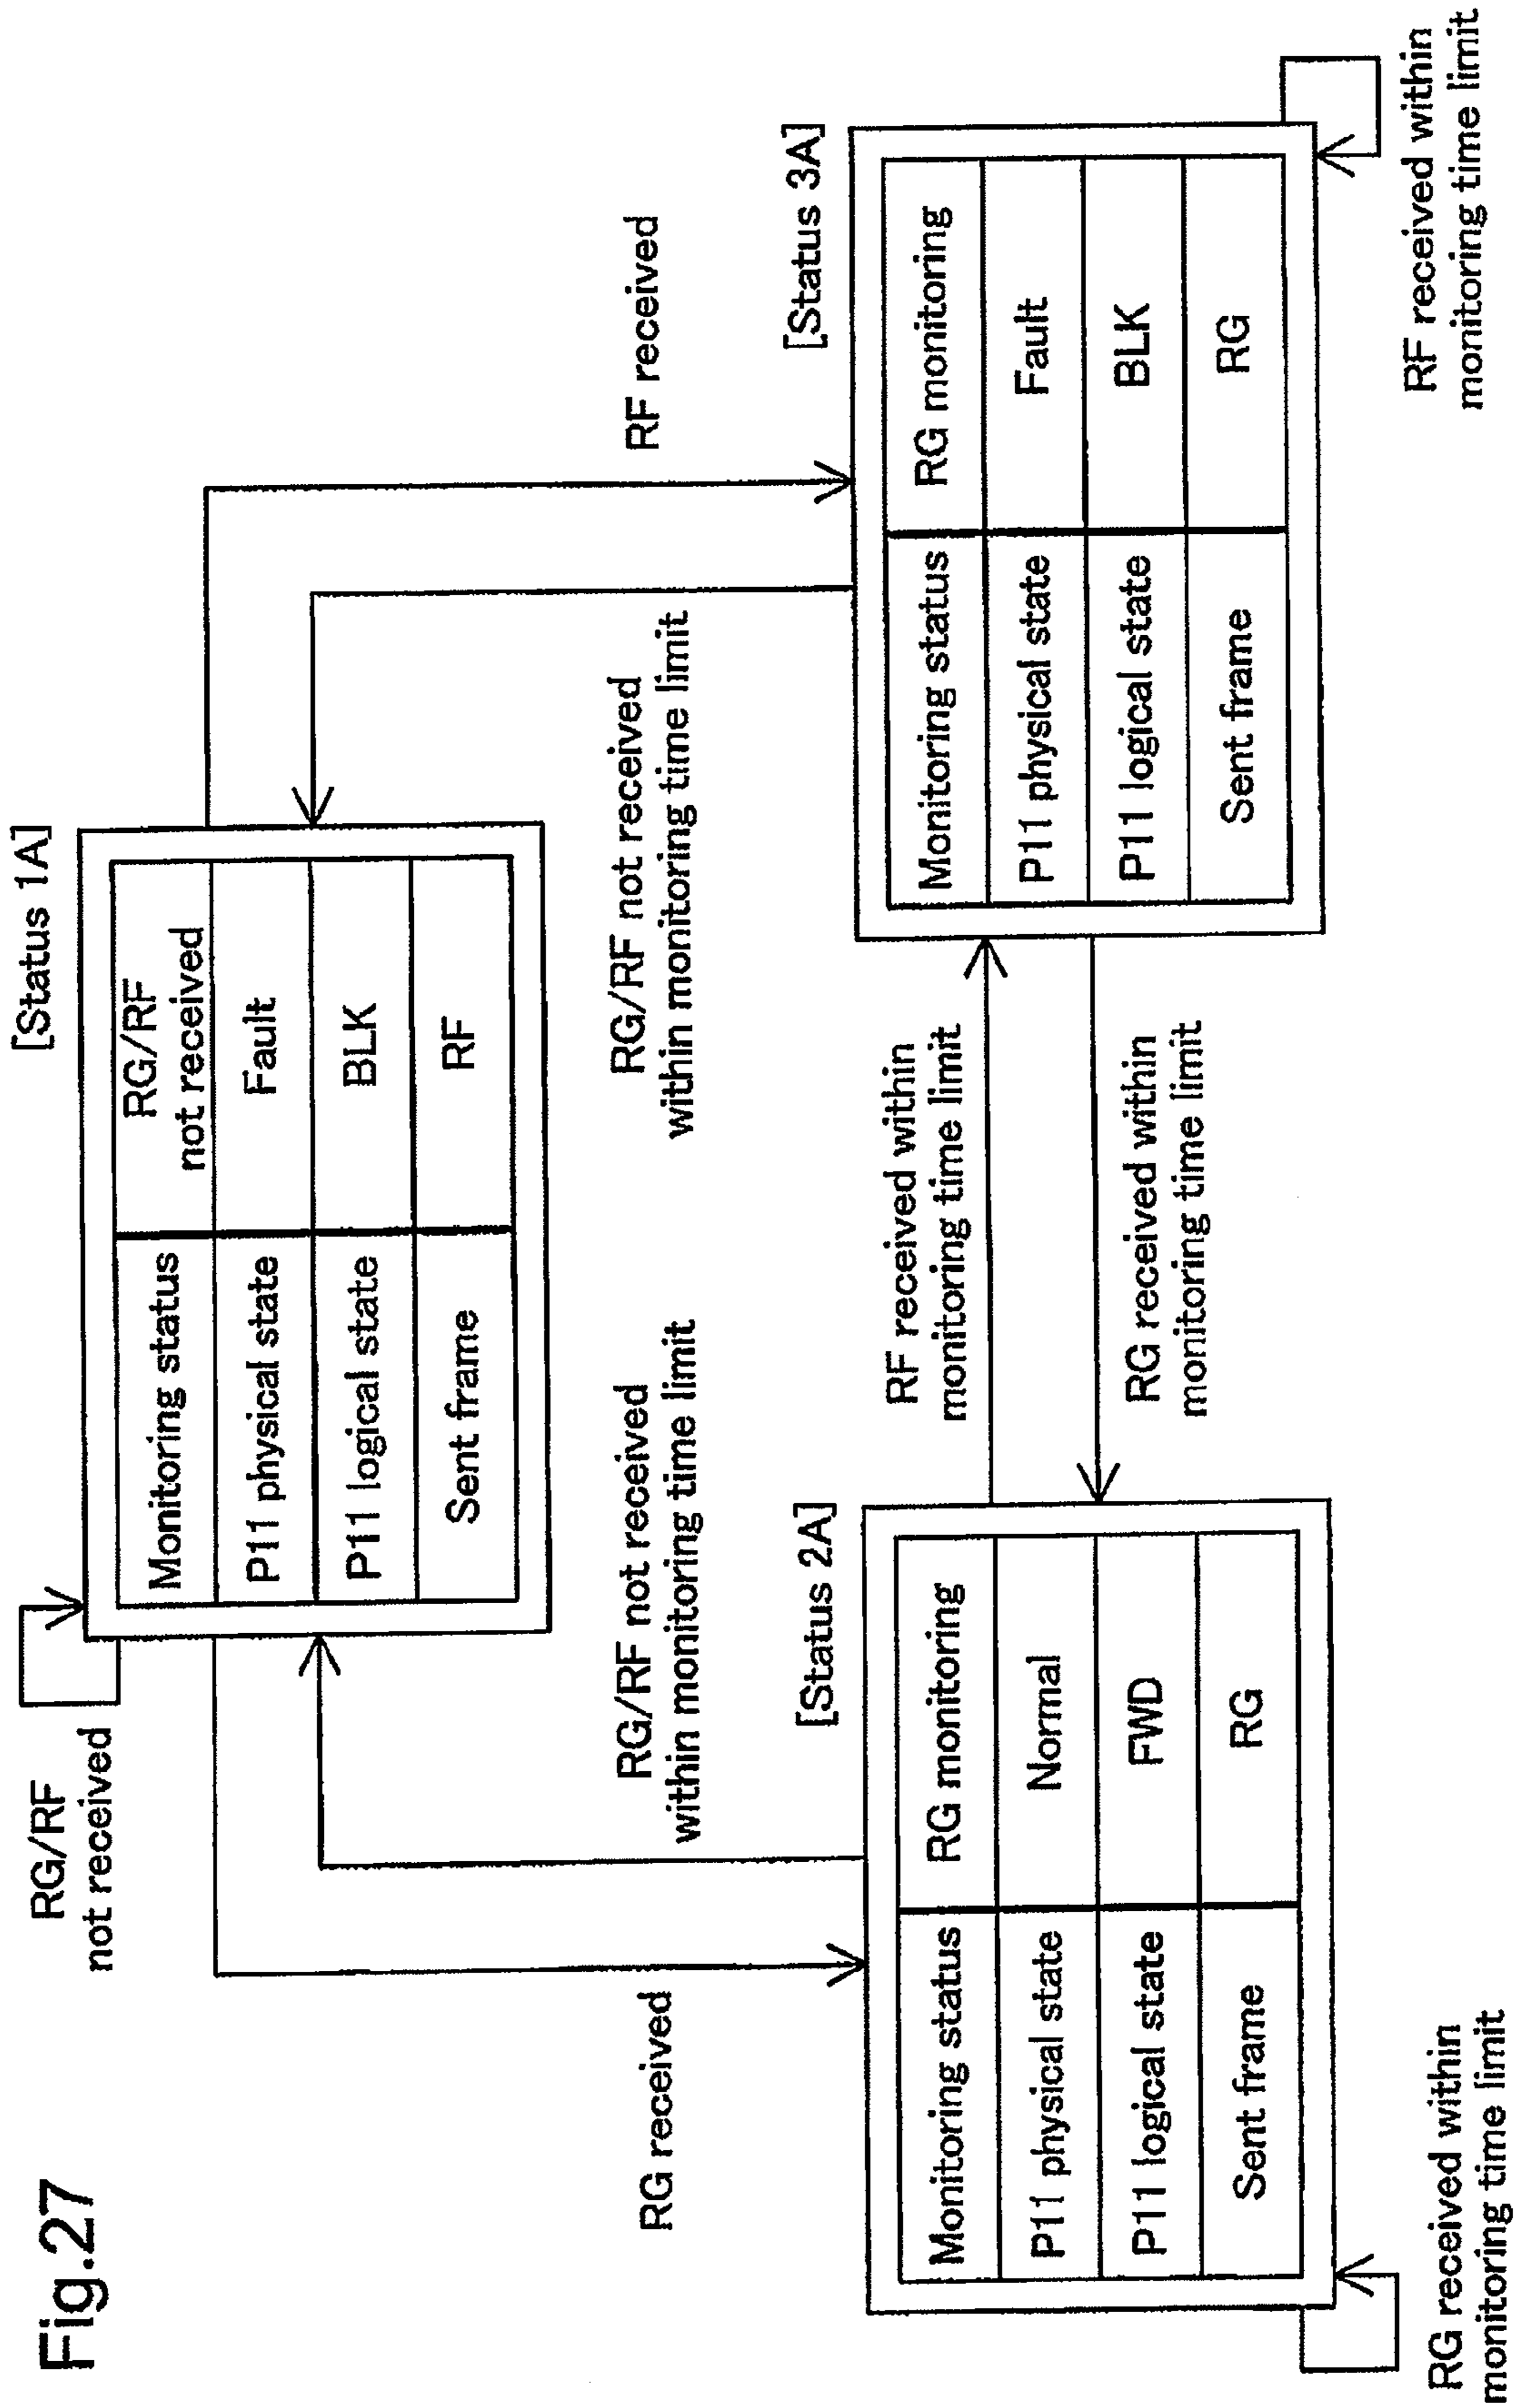 Fig.27
[Status 1A]
RG/RF
not received
Monitoring status
RG/RF
not received
P11 physical state
Fault
P11 logical state
BLK
Sent frame
RF
RG received
RG/RF not received
within monitoring time limit
RG/RF not received
within monitoring time limit
RF received
[Status 2A]
Monitoring status
RG monitoring
P11 physical state
Normal
P11 logical state
FWD
Sent frame
RG
RF received within
monitoring time limit
RG received within
monitoring time limit
[Status 3A]
Monitoring status
RG monitoring
P11 physical state
Fault
P11 logical state
BLK
Sent frame
RG
RG received within
monitoring time limit
RF received within
monitoring time limit